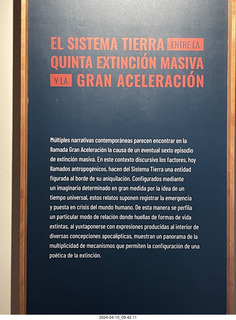 EL SISTEMA TIERRA ENTRE LA
QUINTA EXTINCIÓN MASIVA
Y LA GRAN ACELERACIÓN
Múltiples narrativas contemporáneas parecen encontrar en la
llamada Gran Aceleración la causa de un eventual sexto episodio
de extinción masiva. En este contexto discursivo los factores, hoy
llamados antropogénicos, hacen del Sistema Tierra una entidad
figurada al borde de su aniquilación. Configurados mediante
un imaginario determinado en gran medida por la idea de un
tiempo universal, estos relatos suponen registrar la emergencia
y puesta en crisis del mundo humano. De esta manera se perfila
un particular modo de relación donde huellas de formas de vida
extintas, al yuxtaponerse con expresiones producidas al interior de
diversas concepciones apocalípticas, muestran un panorama de la
multiplicidad de mecanismos que permiten la configuración de una
poética de la extinción.
2024-04-10_09.42.11